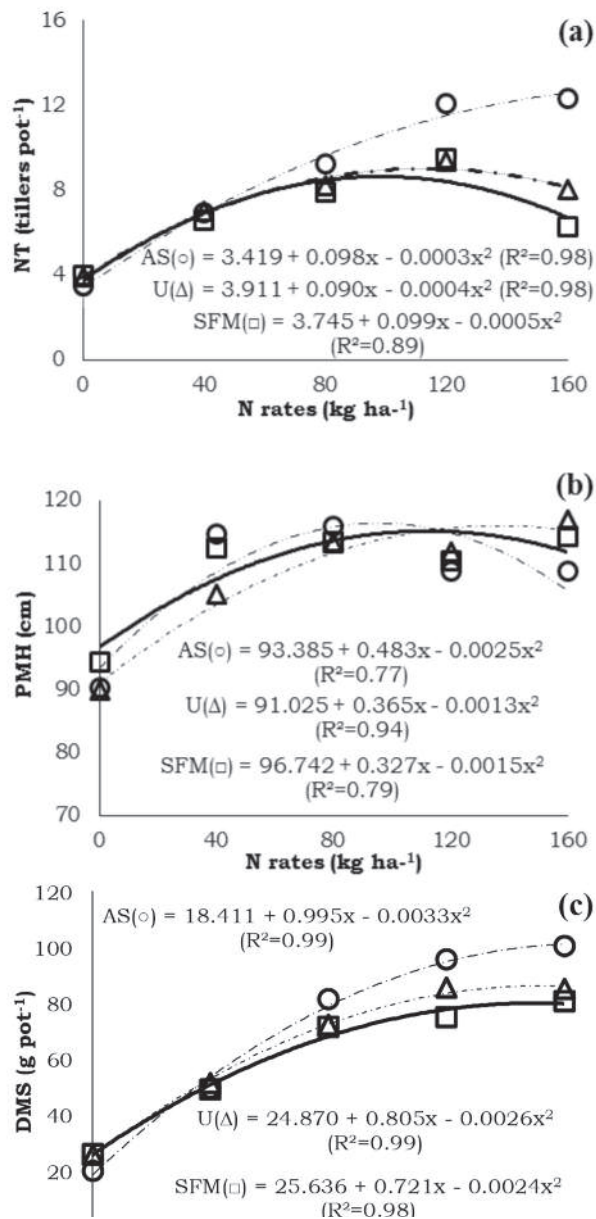 (a)
16
12
8
4
0
NT (tillers pot-1)
AS(○) = 3.419 + 0.098x - 0.0003x² (R²=0.98)
U(Δ) = 3.911 + 0.090x - 0.0004x² (R²=0.98)
SFM(□) = 3.745 + 0.099x - 0.0005x²
(R²=0.89)
0 40 80 120 160
N rates (kg ha-1)
(b)
120
110
100
90
80
70
PMH (cm)
AS(○) = 93.385 + 0.483x - 0.0025x²
(R²=0.77)
U(Δ) = 91.025 + 0.365x - 0.0013x²
(R²=0.94)
SFM(□) = 96.742 + 0.327x - 0.0015x²
(R²=0.79)
0 40 80 120 160
N rates (kg ha-1)
(c)
120
100
80
60
40
20
DMS (g pot-1)
AS(○) = 18.411 + 0.995x - 0.0033x²
(R²=0.99)
U(Δ) = 24.870 + 0.805x - 0.0026x²
(R²=0.99)
SFM(□) = 25.636 + 0.721x - 0.0024x²
(R²=0.98)